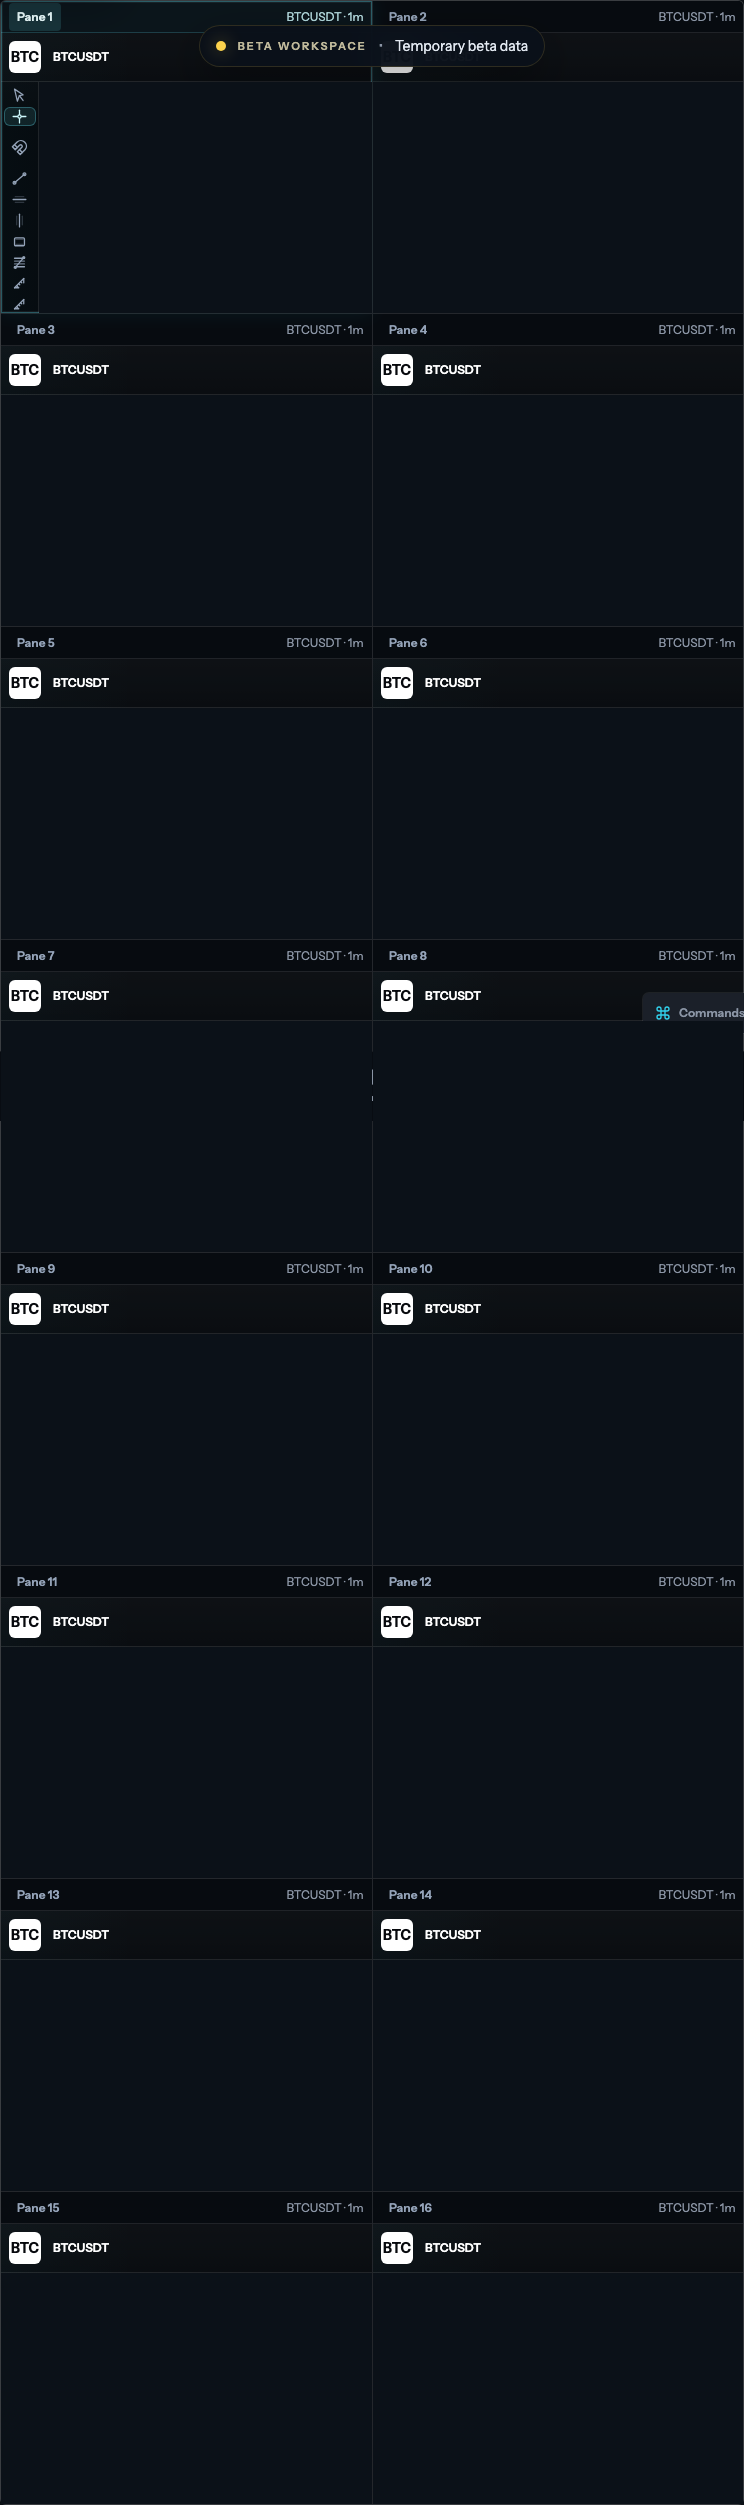 Pane 1 BTCUSDT · 1m
Pane 2 BTCUSDT · 1m
BETA WORKSPACE • Temporary beta data
BTC BTCUSDT
Pane 3 BTCUSDT · 1m
Pane 4 BTCUSDT · 1m
BTC BTCUSDT
BTC BTCUSDT
Pane 5 BTCUSDT · 1m
Pane 6 BTCUSDT · 1m
BTC BTCUSDT
BTC BTCUSDT
Pane 7 BTCUSDT · 1m
Pane 8 BTCUSDT · 1m
BTC BTCUSDT
BTC BTCUSDT
⌘ Commands
Pane 9 BTCUSDT · 1m
Pane 10 BTCUSDT · 1m
BTC BTCUSDT
BTC BTCUSDT
Pane 11 BTCUSDT · 1m
Pane 12 BTCUSDT · 1m
BTC BTCUSDT
BTC BTCUSDT
Pane 13 BTCUSDT · 1m
Pane 14 BTCUSDT · 1m
BTC BTCUSDT
BTC BTCUSDT
Pane 15 BTCUSDT · 1m
Pane 16 BTCUSDT · 1m
BTC BTCUSDT
BTC BTCUSDT